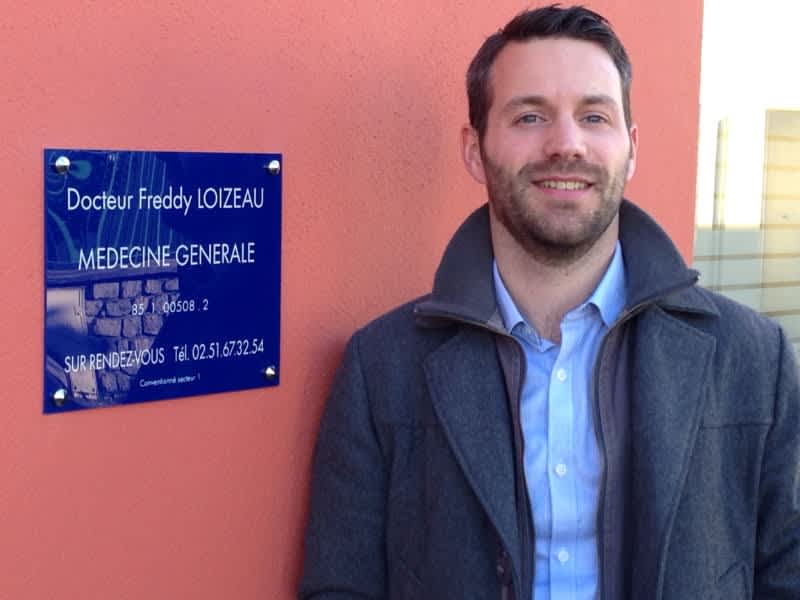 Docteur Freddy LOIZEAU
MEDECINE GENERALE
85 1 00508 . 2
SUR RENDEZ-VOUS Tél. 02.51.67.32.54
Conventionné secteur 1